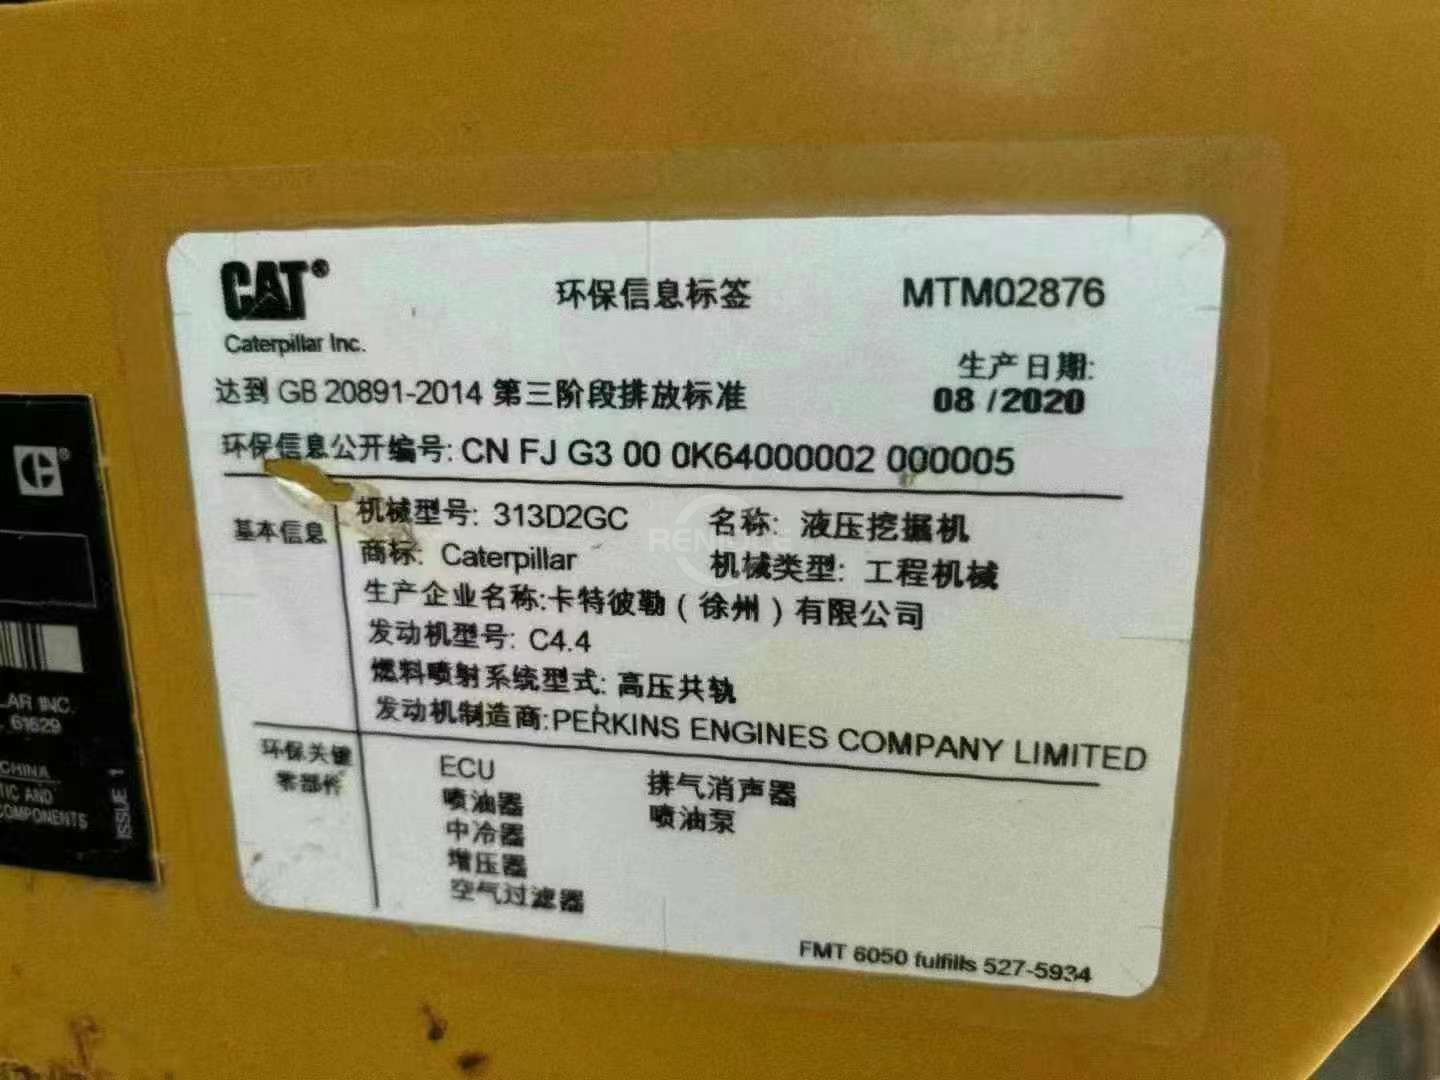 CAT®
Caterpillar Inc.
环保信息标签
MTM02876
生产日期:
08 /2020
达到 GB 20891-2014 第三阶段排放标准
环保信息公开编号: CN FJ G3 00 0K64000002 000005
基本信息
机械型号: 313D2GC 名称: 液压挖掘机
商标: Caterpillar 机械类型: 工程机械
生产企业名称:卡特彼勒（徐州）有限公司
发动机型号: C4.4
燃料喷射系统型式: 高压共轨
发动机制造商:PERKINS ENGINES COMPANY LIMITED
环保关键
零部件
ECU 排气消声器
喷油器 喷油泵
中冷器
增压器
空气过滤器
FMT 6050 fulfills 527-5934
LAR INC.
61629
CHINA
TIC AND
COMPONENTS
ISSUE 1